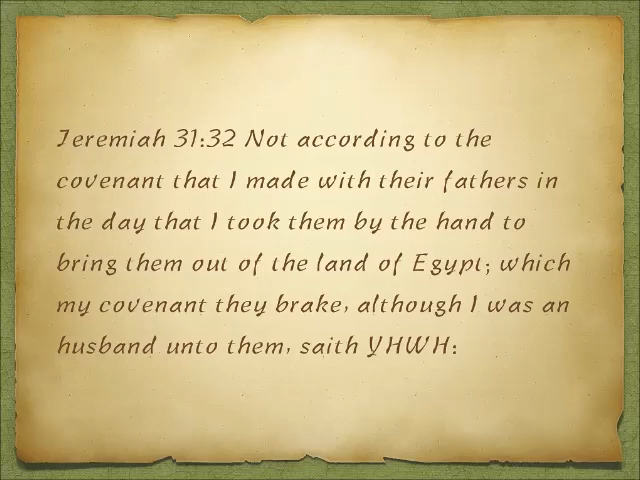 Jeremiah 31:32 Not according to the
covenant that I made with their fathers in
the day that I took them by the hand to
bring them out of the land of Egypt; which
my covenant they brake, although I was an
husband unto them, saith YHWH: